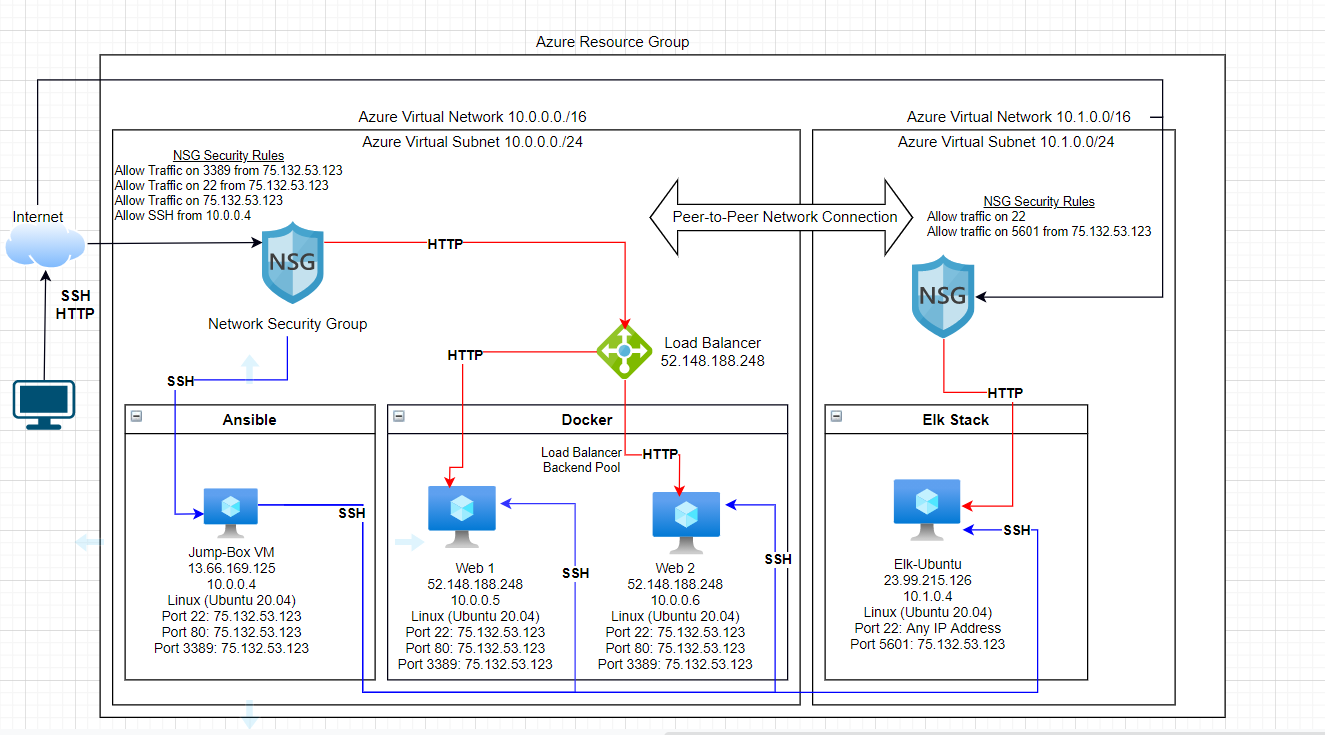 Azure Resource Group
Azure Virtual Network 10.0.0.0./16
Azure Virtual Network 10.1.0.0/16
Azure Virtual Subnet 10.0.0.0./24
Azure Virtual Subnet 10.1.0.0/24
NSG Security Rules
Allow Traffic on 3389 from 75.132.53.123
Allow Traffic on 22 from 75.132.53.123
Allow Traffic on 75.132.53.123
Allow SSH from 10.0.0.4
Internet
SSH
HTTP
NSG
Network Security Group
HTTP
Peer-to-Peer Network Connection
NSG Security Rules
Allow traffic on 22
Allow traffic on 5601 from 75.132.53.123
NSG
Load Balancer
52.148.188.248
HTTP
SSH
HTTP
Ansible
Docker
Elk Stack
Load Balancer
Backend Pool
HTTP
SSH
SSH
SSH
SSH
Jump-Box VM
13.66.169.125
10.0.0.4
Linux (Ubuntu 20.04)
Port 22: 75.132.53.123
Port 80: 75.132.53.123
Port 3389: 75.132.53.123
Web 1
52.148.188.248
10.0.0.5
Linux (Ubuntu 20.04)
Port 22: 75.132.53.123
Port 80: 75.132.53.123
Port 3389: 75.132.53.123
Web 2
52.148.188.248
10.0.0.6
Linux (Ubuntu 20.04)
Port 22: 75.132.53.123
Port 80: 75.132.53.123
Port 3389: 75.132.53.123
Elk-Ubuntu
23.99.215.126
10.1.0.4
Linux (Ubuntu 20.04)
Port 22: Any IP Address
Port 5601: 75.132.53.123